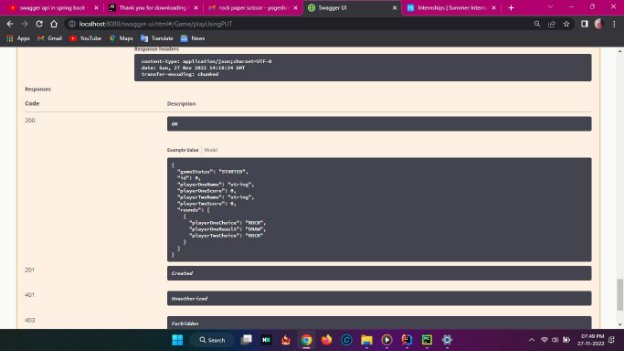 swagger api in spring boot
Thank you for downloading
rock paper scissor - yogeshw
Swagger UI
Internships | Summer Intern
localhost:8080/swagger-ui.html#/Game/playUsingPUT
Apps
Gmail
YouTube
Maps
Translate
News
Response headers
content-type: application/json;charset=UTF-8
date: Sun, 27 Nov 2022 14:18:34 GMT
transfer-encoding: chunked
Responses
Code Description
200
OK
Example Value | Model
{
"gameStatus": "STARTED",
"id": 0,
"playerOneName": "string",
"playerOneScore": 0,
"playerTwoName": "string",
"playerTwoScore": 0,
"rounds": [
{
"playerOneChoice": "ROCK",
"playerOneResult": "DRAW",
"playerTwoChoice": "ROCK"
}
]
}
201
Created
401
Unauthorized
403
Forbidden
Search
07:49 PM
27-11-2022